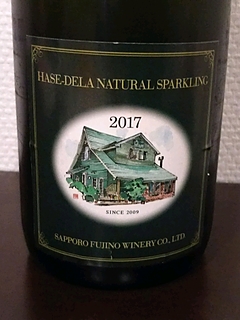 HASE-DELA NATURAL SPARKLING
2017
SINCE 2009
SAPPORO FUJINO WINERY CO., LTD.